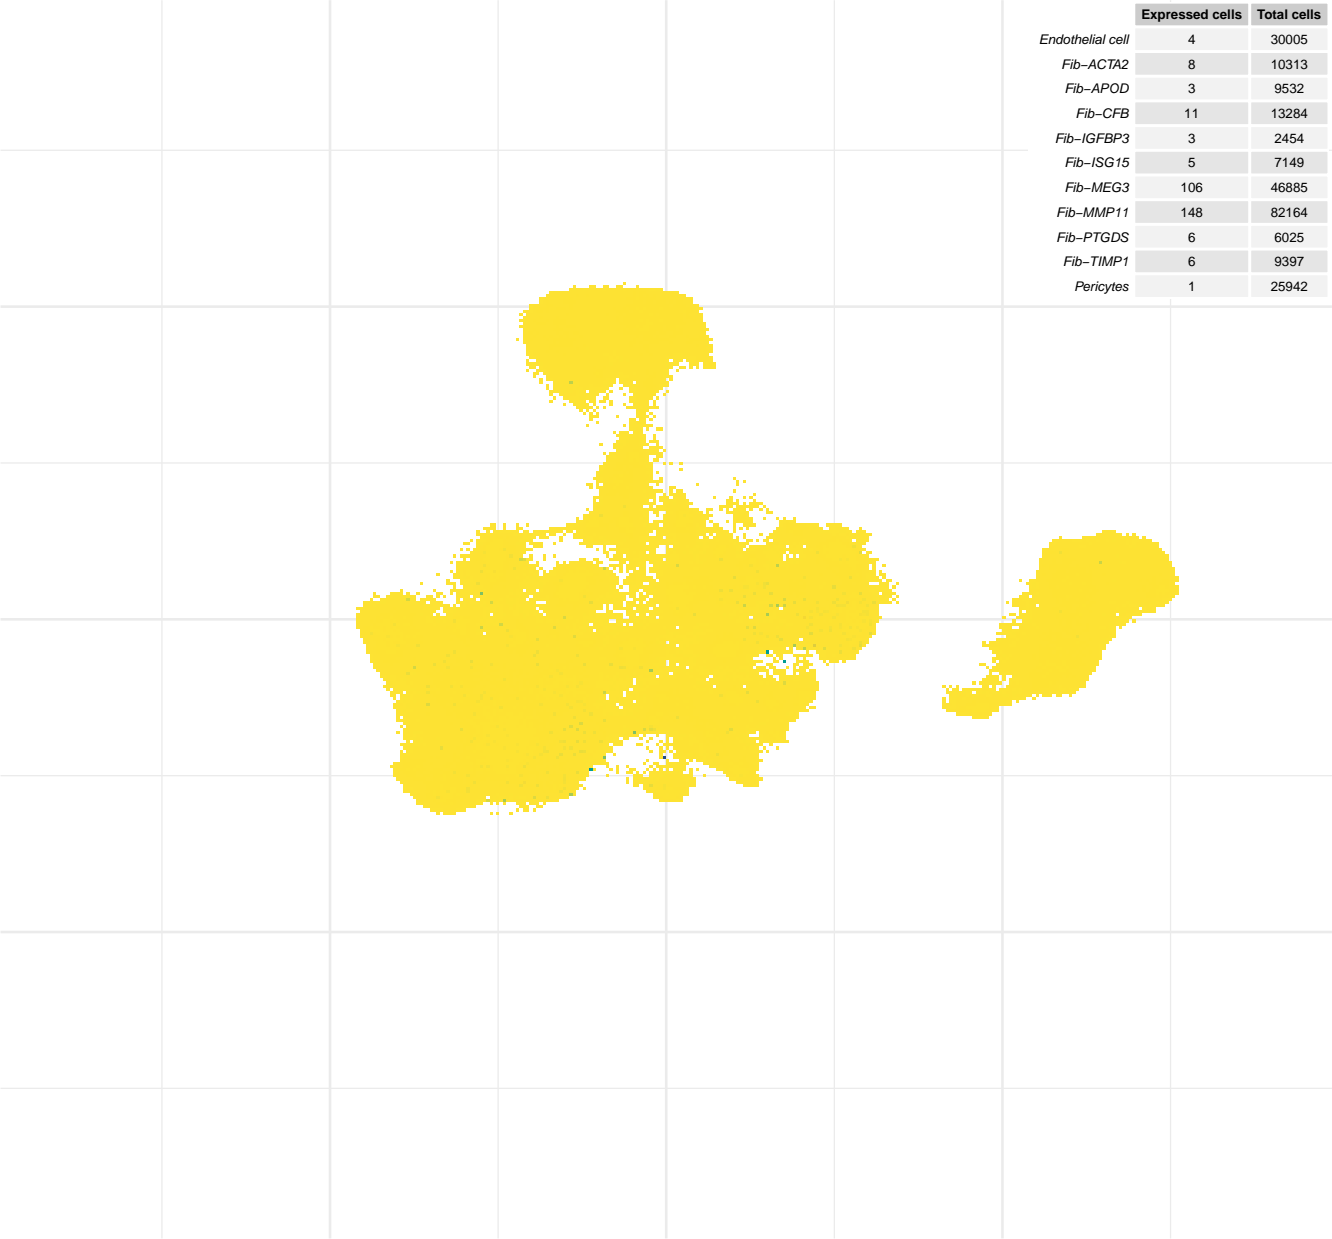 Expressed cells Total cells
Endothelial cell 4 30005
Fib−ACTA2 8 10313
Fib−APOD 3 9532
Fib−CFB 11 13284
Fib−IGFBP3 3 2454
Fib−ISG15 5 7149
Fib−MEG3 106 46885
Fib−MMP11 148 82164
Fib−PTGDS 6 6025
Fib−TIMP1 6 9397
Pericytes 1 25942